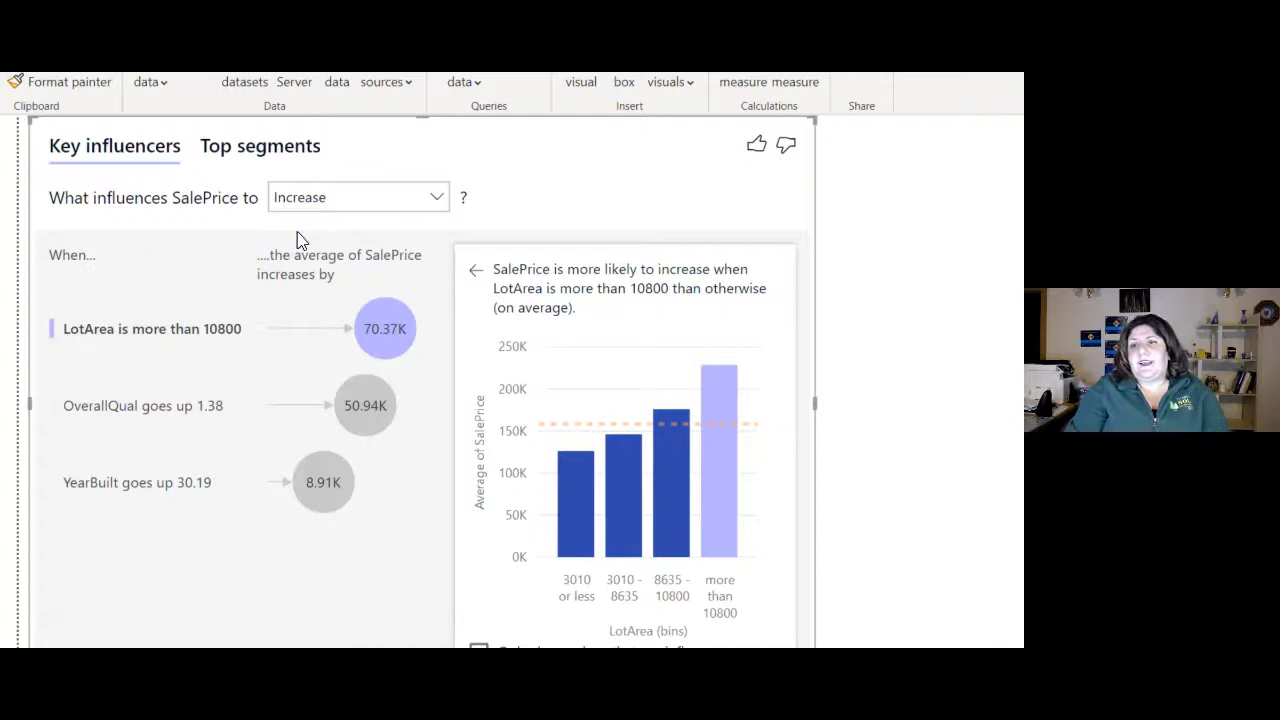 Format painter
data
datasets Server data sources
data
visual box visuals
measure measure
Clipboard
Data
Queries
Insert
Calculations
Share
Key influencers Top segments
What influences SalePrice to Increase ?
When...
....the average of SalePrice
increases by
LotArea is more than 10800
70.37K
OverallQual goes up 1.38
50.94K
YearBuilt goes up 30.19
8.91K
SalePrice is more likely to increase when
LotArea is more than 10800 than otherwise
(on average).
Average of SalePrice
250K
200K
150K
100K
50K
0K
3010
or less
3010 -
8635
8635 -
10800
more
than
10800
LotArea (bins)